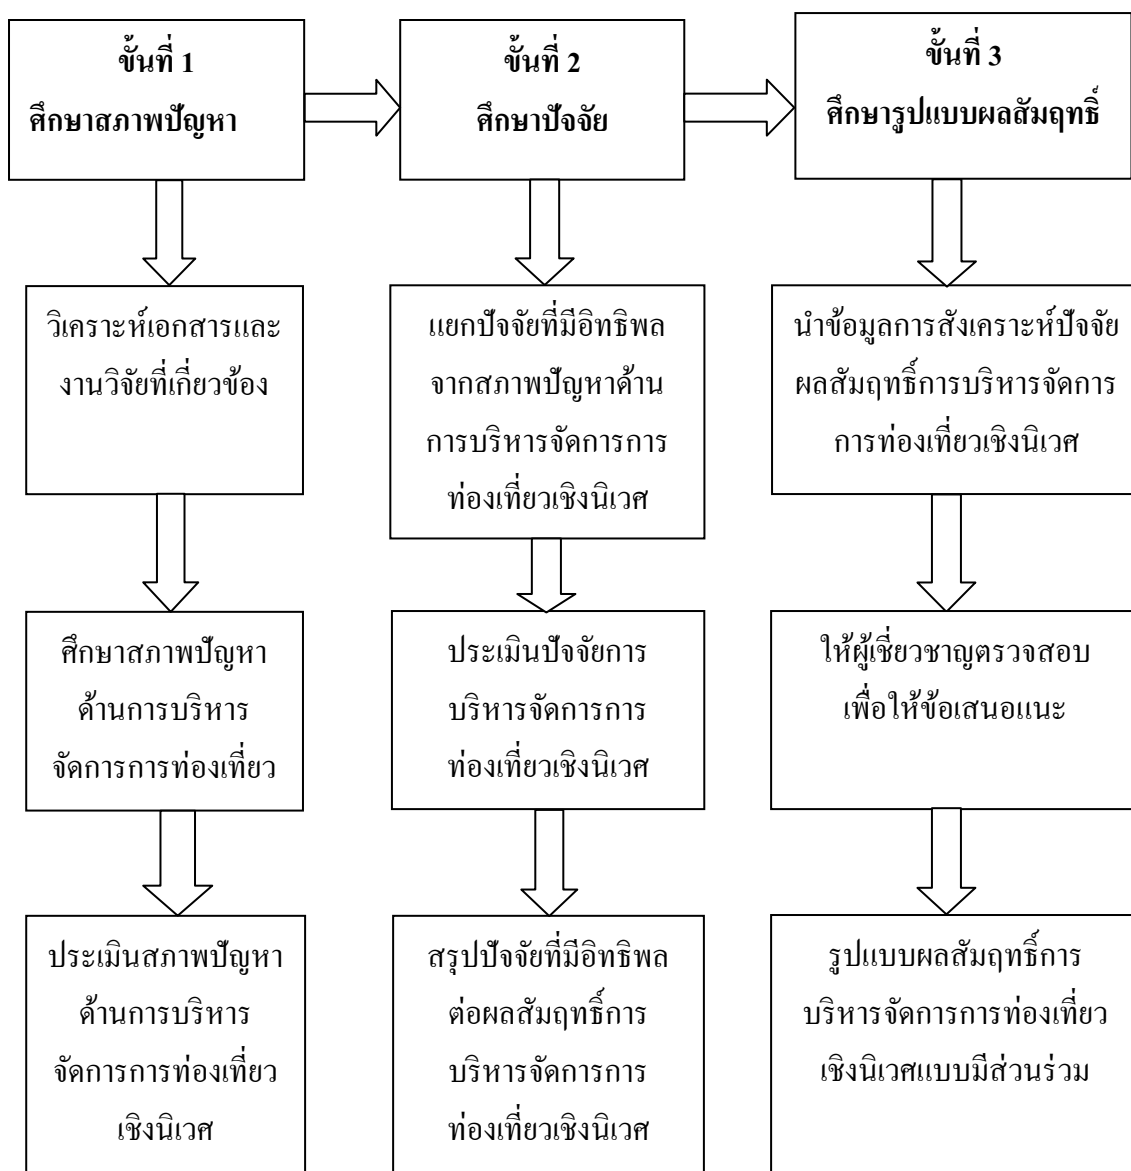 ขั้นที่ 1
ศึกษาสภาพปัญหา
ขั้นที่ 2
ศึกษาปัจจัย
ขั้นที่ 3
ศึกษารูปแบบผลสัมฤทธิ์
วิเคราะห์เอกสารและ
งานวิจัยที่เกี่ยวข้อง
แยกปัจจัยที่มีอิทธิพล
จากสภาพปัญหาด้าน
การบริหารจัดการการ
ท่องเที่ยวเชิงนิเวศ
นำข้อมูลการสังเคราะห์ปัจจัย
ผลสัมฤทธิ์การบริหารจัดการ
การท่องเที่ยวเชิงนิเวศ
ศึกษาสภาพปัญหา
ด้านการบริหาร
จัดการการท่องเที่ยว
ประเมินปัจจัยการ
บริหารจัดการการ
ท่องเที่ยวเชิงนิเวศ
ให้ผู้เชี่ยวชาญตรวจสอบ
เพื่อให้ข้อเสนอแนะ
ประเมินสภาพปัญหา
ด้านการบริหาร
จัดการการท่องเที่ยว
เชิงนิเวศ
สรุปปัจจัยที่มีอิทธิพล
ต่อผลสัมฤทธิ์การ
บริหารจัดการการ
ท่องเที่ยวเชิงนิเวศ
รูปแบบผลสัมฤทธิ์การ
บริหารจัดการการท่องเที่ยว
เชิงนิเวศแบบมีส่วนร่วม